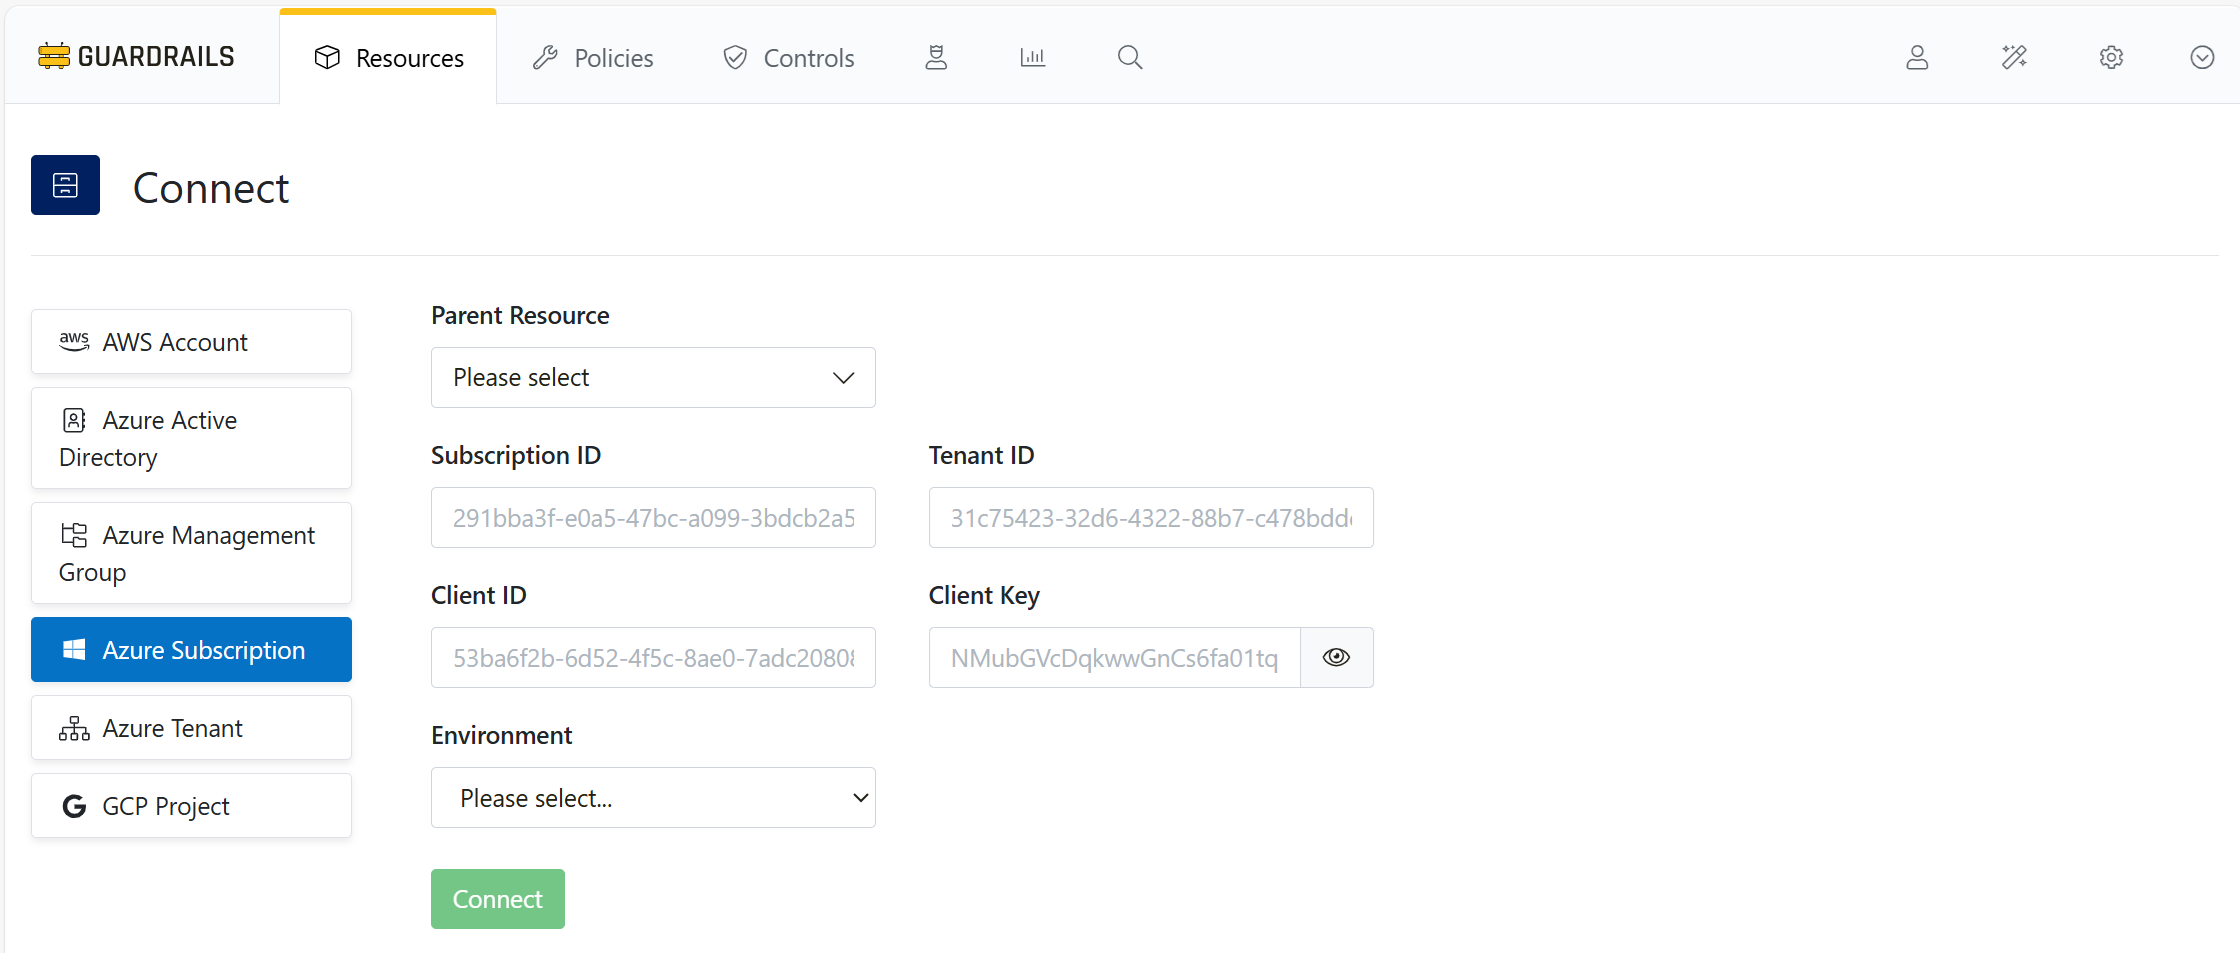 GUARDRAILS
Resources
Policies
Controls
Connect
aws AWS Account
Azure Active
Directory
Azure Management
Group
Azure Subscription
Azure Tenant
G GCP Project
Parent Resource
Please select
Subscription ID
291bba3f-e0a5-47bc-a099-3bdcb2a5
Tenant ID
31c75423-32d6-4322-88b7-c478bdd
Client ID
53ba6f2b-6d52-4f5c-8ae0-7adc2080
Client Key
NMubGVcDqkwwGnCs6fa01tq
Environment
Please select...
Connect